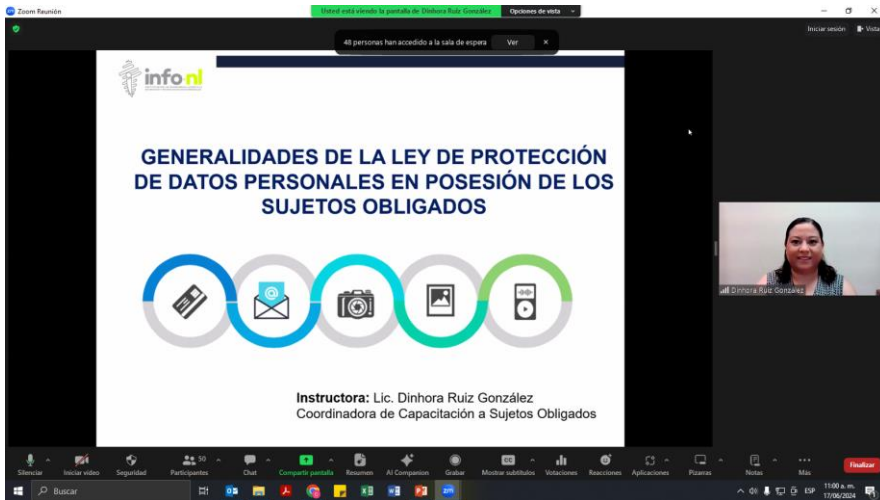 Zoom Reunión
Usted está viendo la pantalla de Dinhora Ruiz González
Opciones de vista
48 personas han accedido a la sala de espera
Ver
Iniciar sesión
Vista
info nl
GENERALIDADES DE LA LEY DE PROTECCIÓN
DE DATOS PERSONALES EN POSESIÓN DE LOS
SUJETOS OBLIGADOS
Instructora: Lic. Dinhora Ruiz González
Coordinadora de Capacitación a Sujetos Obligados
Dinhora Ruiz González
50
Silenciar
Iniciar video
Seguridad
Participantes
Chat
Compartir pantalla
Resumen
AI Companion
Grabar
Mostrar subtítulos
Votaciones
Reacciones
Aplicaciones
Pizarras
Notas
Más
Finalizar
Buscar
ESP
11:00 a. m.
17/06/2024